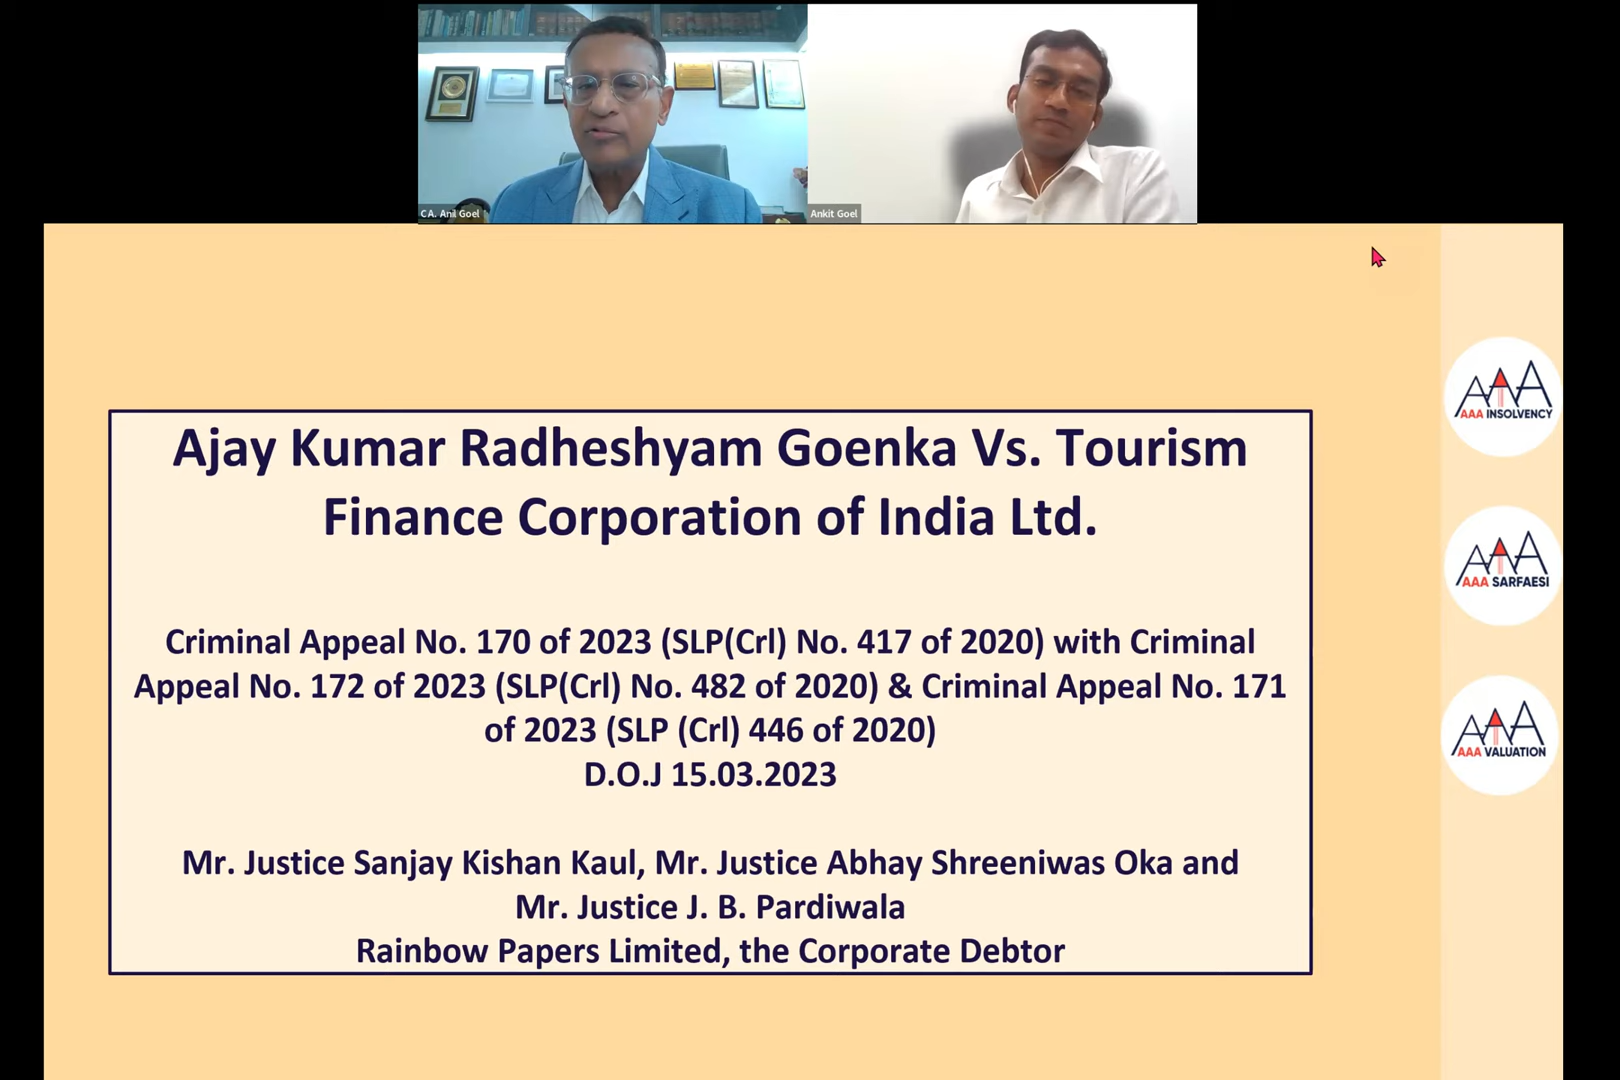 CA. Anil Goel
Ankit Goel
Ajay Kumar Radheshyam Goenka Vs. Tourism
Finance Corporation of India Ltd.
Criminal Appeal No. 170 of 2023 (SLP(Crl) No. 417 of 2020) with Criminal
Appeal No. 172 of 2023 (SLP(Crl) No. 482 of 2020) & Criminal Appeal No. 171
of 2023 (SLP (Crl) 446 of 2020)
D.O.J 15.03.2023
Mr. Justice Sanjay Kishan Kaul, Mr. Justice Abhay Shreeniwas Oka and
Mr. Justice J. B. Pardiwala
Rainbow Papers Limited, the Corporate Debtor
AAA
AAA INSOLVENCY
AAA
AAA SARFAESI
AAA
AAA VALUATION